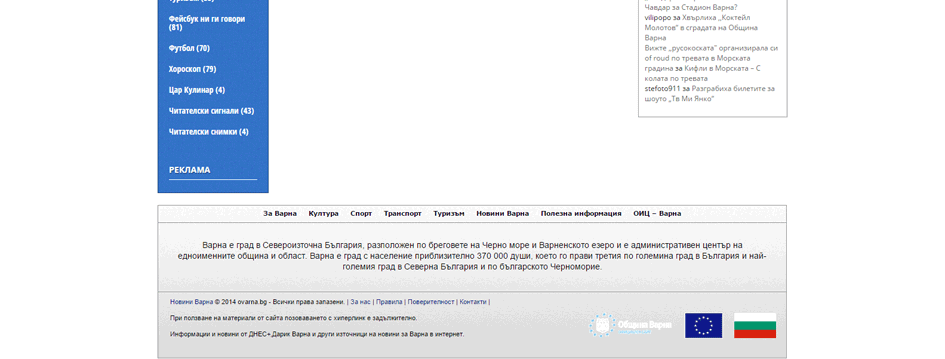 Фейсбук ни ги говори
(81)
Футбол (70)
Хороскоп (79)
Цар Кулинар (4)
Читателски сигнали (43)
Читателски снимки (4)
РЕКЛАМА
Чавдар за Стадион Варна?
vilipopo за Хвърлиха „Коктейл
Молотов" в сградата на Община
Варна
Вижте „русокоската" организирала си
of roud по тревата в Морската
градина за Кифли в Морската – С
колата по тревата
stefoto911 за Разграбиха билетите за
шоуто „Тв Ми Янко"
За Варна Култура Спорт Транспорт Туризъм Новини Варна Полезна информация ОИЦ – Варна
Варна е град в Североизточна България, разположен по бреговете на Черно море и Варненското езеро и е административен център на
едноименните община и област. Варна е град с население приблизително 370 000 души, което го прави третия по големина град в България и най-
големия град в Северна България и по българското Черноморие.
Новини Варна © 2014 ovarna.bg - Всички права запазени. | За нас | Правила | Поверителност | Контакти |
При ползване на материали от сайта позоваването с хиперлинк е задължително.
Информации и новини от ДНЕС+,Дарик Варна и други източници на новини за Варна в интернет.
Община Варна